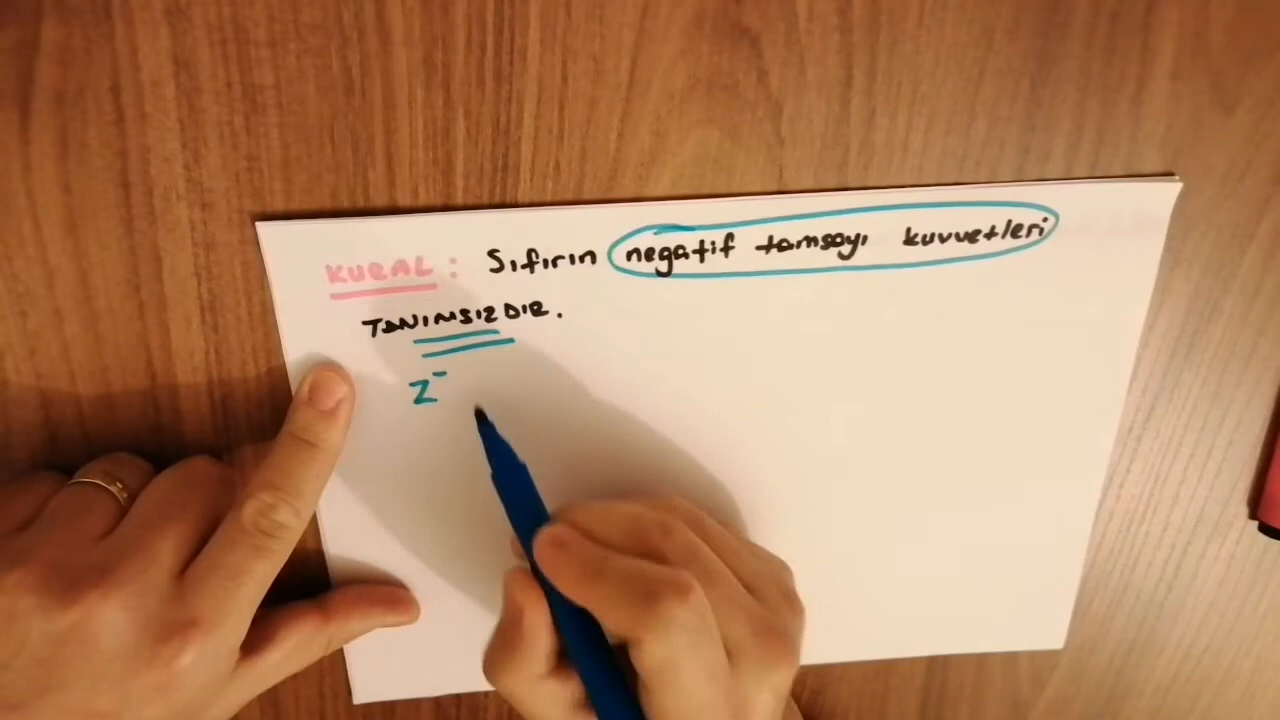 KURAL : Sıfırın negatif tamsayı kuvvetleri
TANIMSIZDIR.
Z⁻